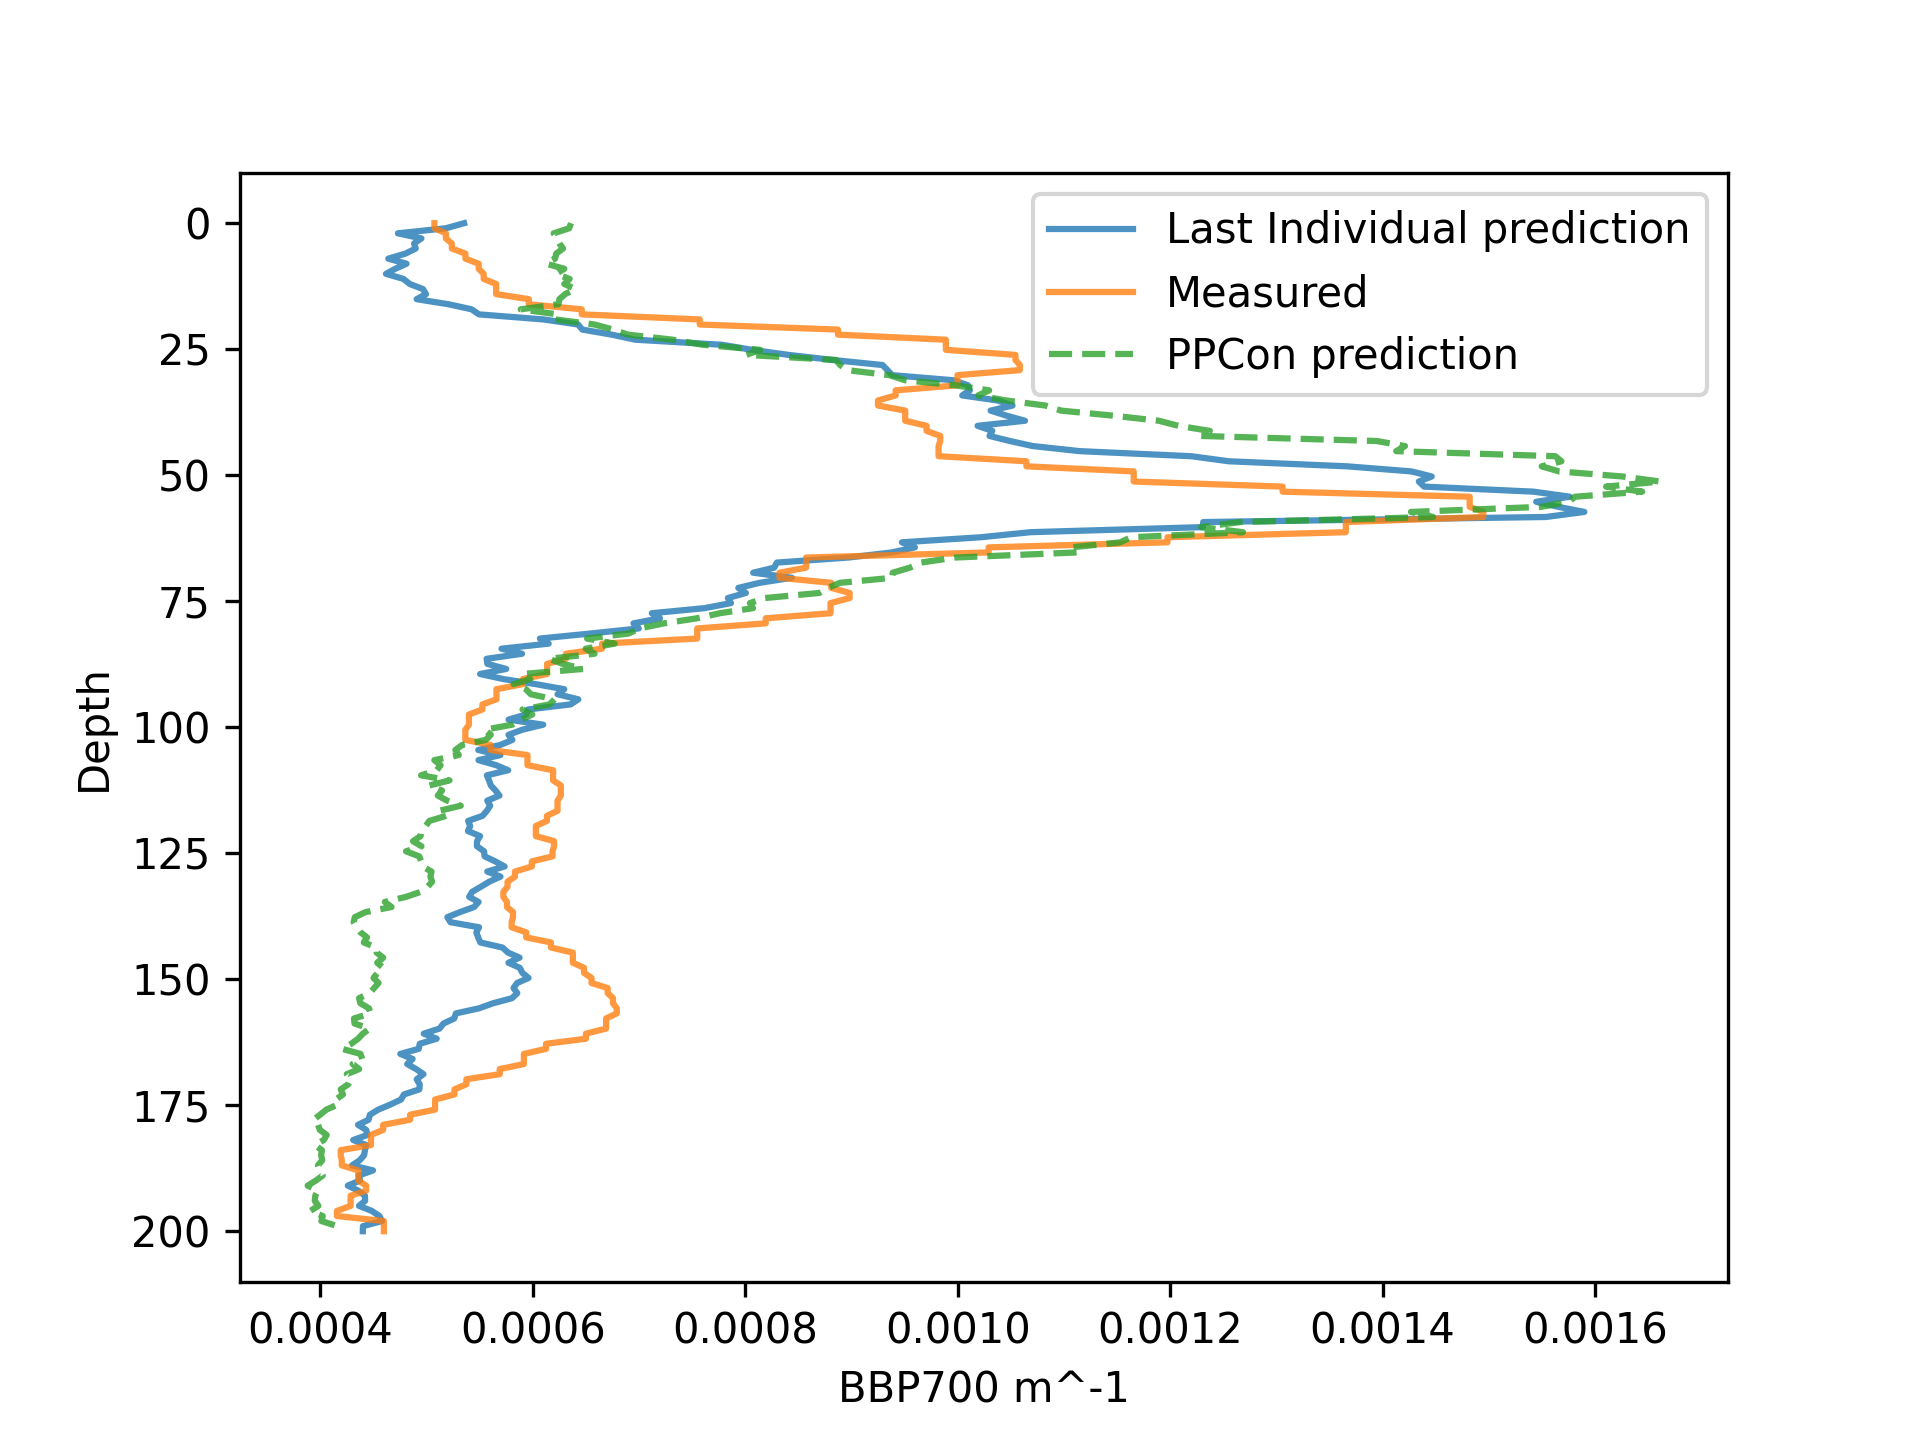 Last Individual prediction
Measured
PPCon prediction
0
25
50
75
100
125
150
175
200
Depth
0.0004 0.0006 0.0008 0.0010 0.0012 0.0014 0.0016
BBP700 m^-1